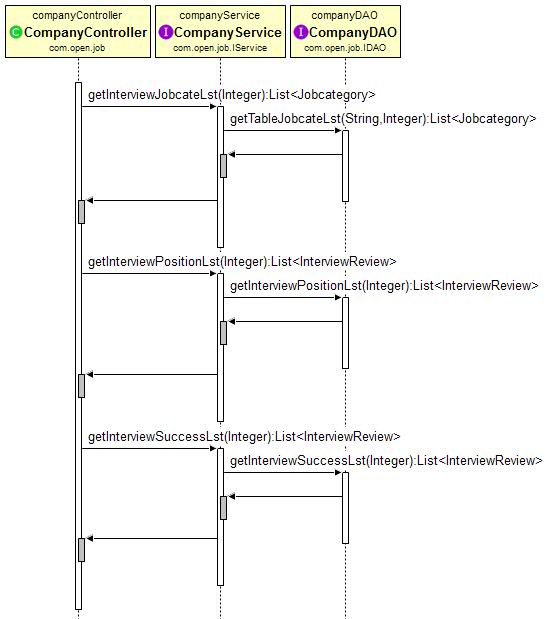 companyController
C CompanyController
com.open.job
companyService
I CompanyService
com.open.job.IService
companyDAO
I CompanyDAO
com.open.job.IDAO
getInterviewJobcateLst(Integer):List<Jobcategory>
getTableJobcateLst(String,Integer):List<Jobcategory>
getInterviewPositionLst(Integer):List<InterviewReview>
getInterviewPositionLst(Integer):List<InterviewReview>
getInterviewSuccessLst(Integer):List<InterviewReview>
getInterviewSuccessLst(Integer):List<InterviewReview>